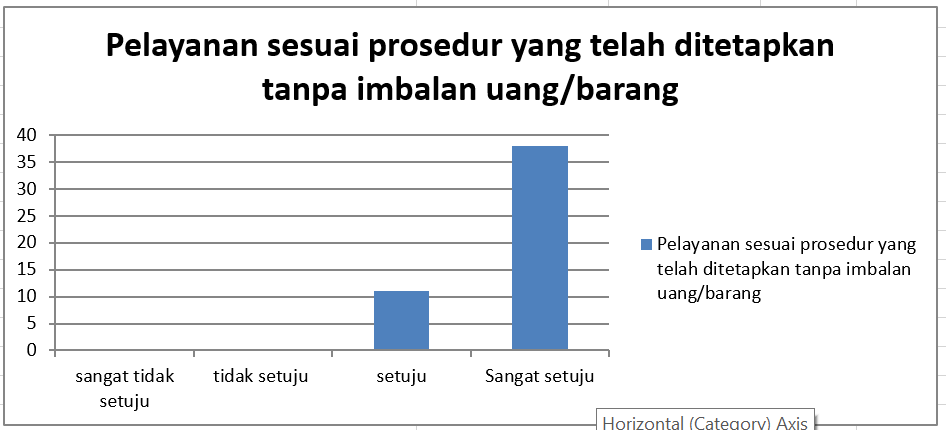 Pelayanan sesuai prosedur yang telah ditetapkan
tanpa imbalan uang/barang
40
35
30
25
20
15
10
5
0
sangat tidak
setuju
tidak setuju
setuju
Sangat setuju
Pelayanan sesuai prosedur yang
telah ditetapkan tanpa imbalan
uang/barang
Horizontal (Category) Axis